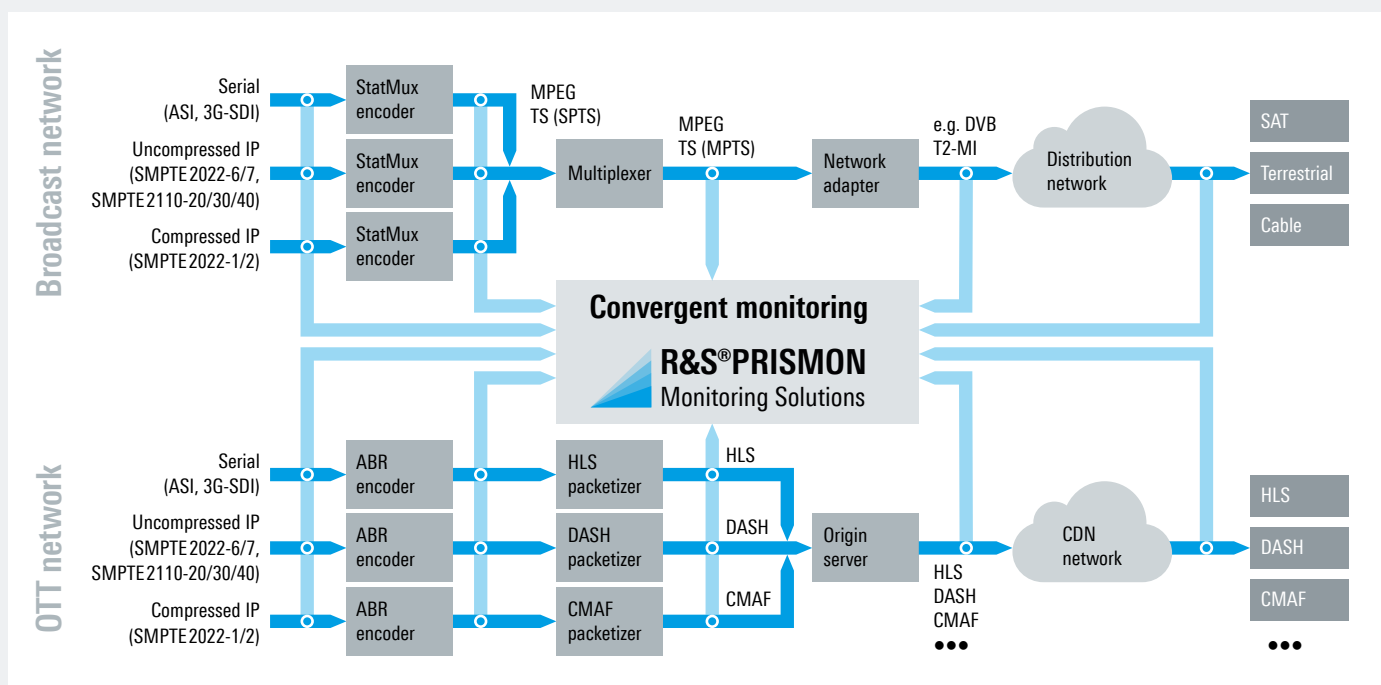 Broadcast network
Serial
(ASI, 3G-SDI)
Uncompressed IP
(SMPTE 2022-6/7,
SMPTE 2110-20/30/40)
Compressed IP
(SMPTE 2022-1/2)
StatMux
encoder
StatMux
encoder
StatMux
encoder
MPEG
TS (SPTS)
Multiplexer
MPEG
TS (MPTS)
Network
adapter
e.g. DVB
T2-MI
Distribution
network
SAT
Terrestrial
Cable
Convergent monitoring
R&S®PRISMON
Monitoring Solutions
OTT network
Serial
(ASI, 3G-SDI)
Uncompressed IP
(SMPTE 2022-6/7,
SMPTE 2110-20/30/40)
Compressed IP
(SMPTE 2022-1/2)
ABR
encoder
ABR
encoder
ABR
encoder
HLS
packetizer
DASH
packetizer
CMAF
packetizer
HLS
DASH
CMAF
Origin
server
HLS
DASH
CMAF
•••
CDN
network
HLS
DASH
CMAF
•••